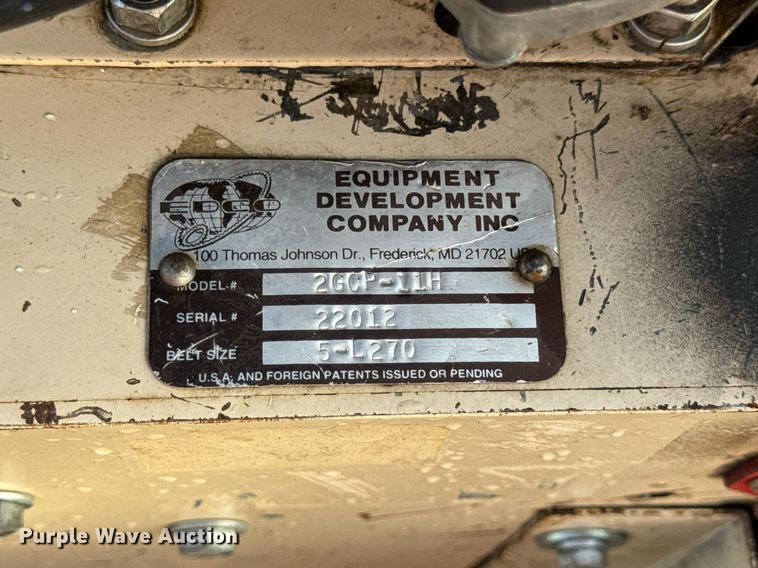 EDCO
EQUIPMENT
DEVELOPMENT
COMPANY INC
100 Thomas Johnson Dr., Frederick, MD 21702
MODEL # 2GCP-11H
SERIAL # 22012
BELT SIZE 5-L270
U.S.A. AND FOREIGN PATENTS ISSUED OR PENDING
Purple Wave Auction